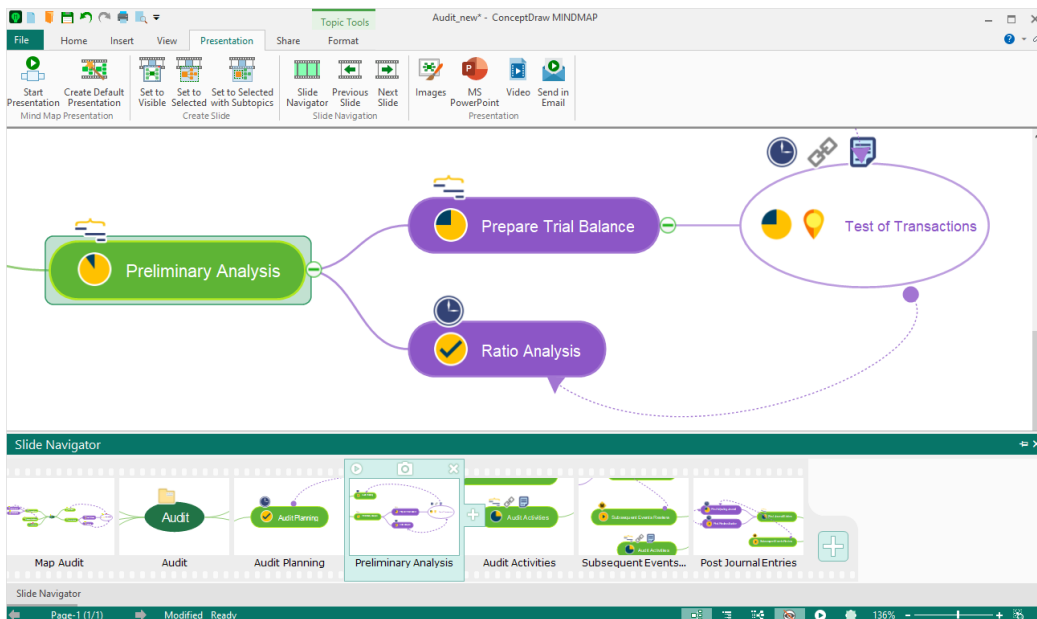 Topic Tools
Audit_new* - ConceptDraw MINDMAP
File Home Insert View Presentation Share Format
Start Presentation
Create Default Presentation
Set to Visible
Set to Selected
Set to Selected with Subtopics
Slide Navigator
Previous Slide
Next Slide
Images
MS PowerPoint
Video
Send in Email
Mind Map Presentation
Create Slide
Slide Navigation
Presentation
Prepare Trial Balance
Test of Transactions
Preliminary Analysis
Ratio Analysis
Slide Navigator
Audit
Audit Planning
Audit Activities
Subsequent Events Review
Audit Activities
Map Audit
Audit
Audit Planning
Preliminary Analysis
Audit Activities
Subsequent Events...
Post Journal Entries
Slide Navigator
Page-1 (1/1)
Modified Ready
136%